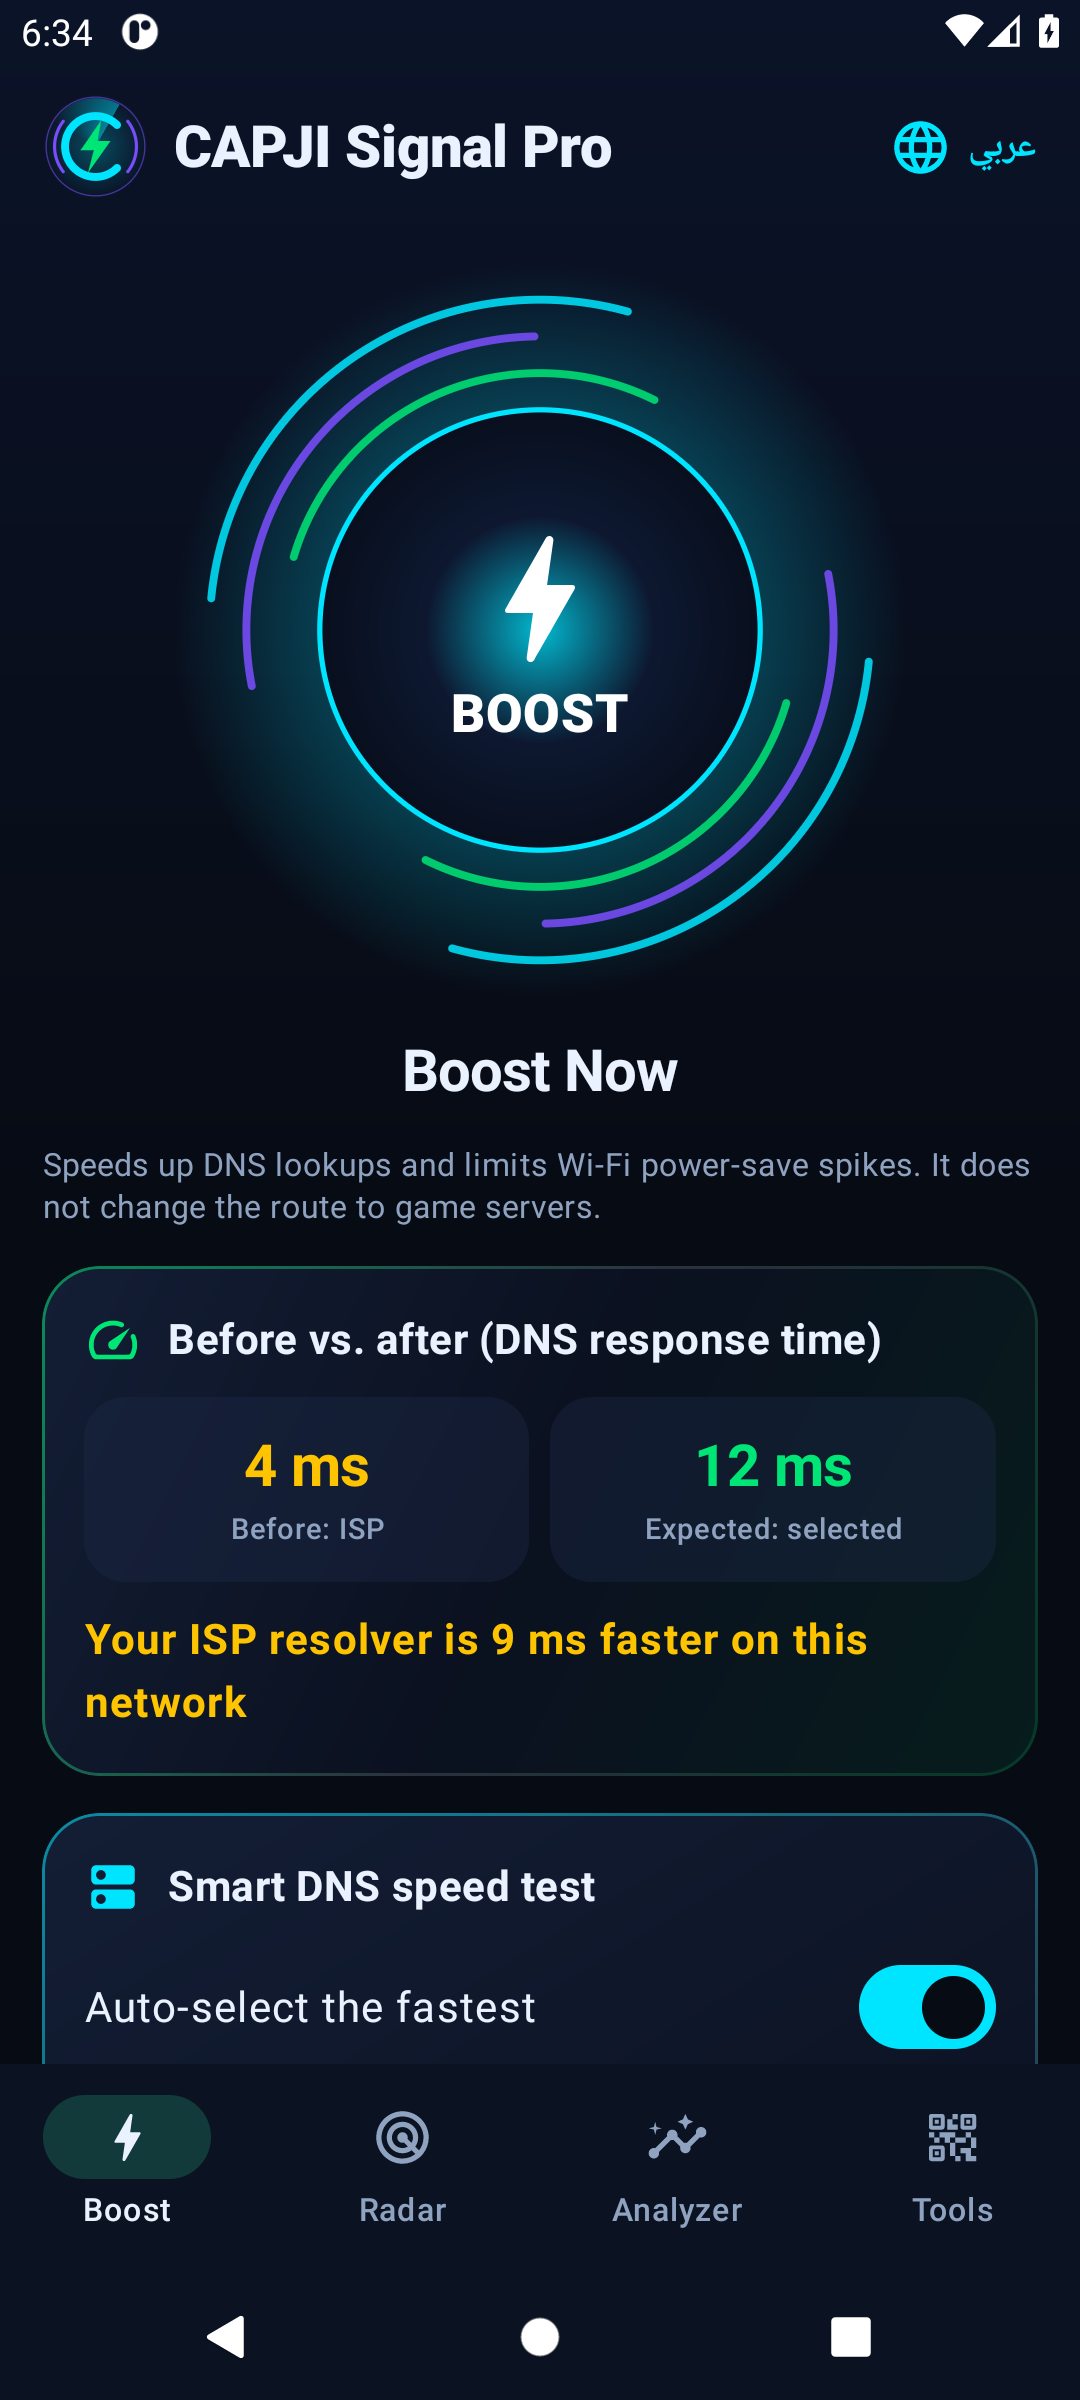 6:34
CAPJI Signal Pro
عربي
BOOST
Boost Now
Speeds up DNS lookups and limits Wi-Fi power-save spikes. It does
not change the route to game servers.
Before vs. after (DNS response time)
4 ms
Before: ISP
12 ms
Expected: selected
Your ISP resolver is 9 ms faster on this
network
Smart DNS speed test
Auto-select the fastest
Boost
Radar
Analyzer
Tools